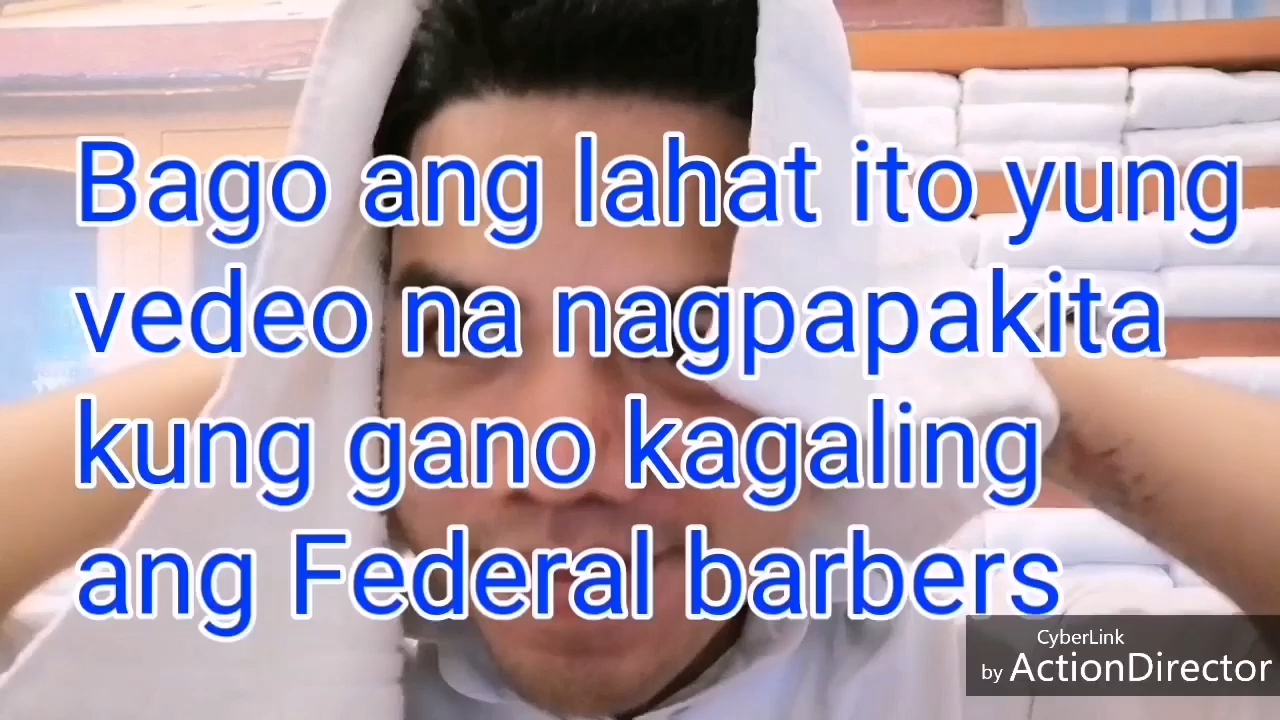 Bago ang lahat ito yung
vedeo na nagpapakita
kung gano kagaling
ang Federal barbers
CyberLink
by ActionDirector